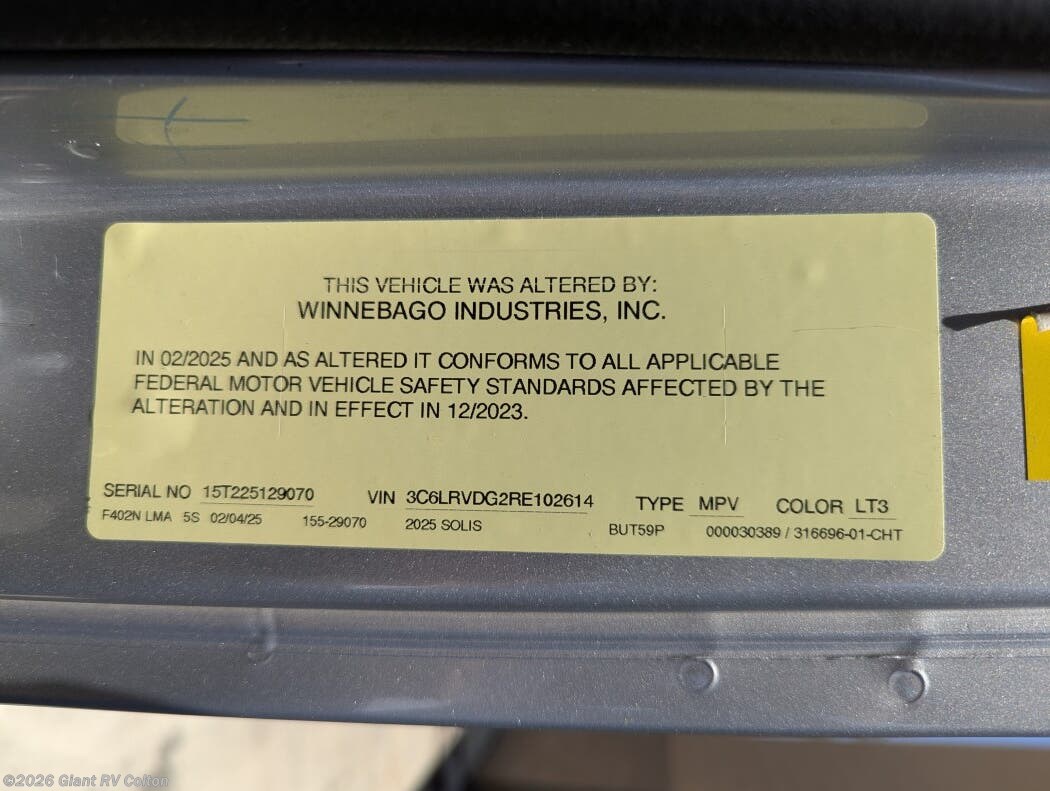 THIS VEHICLE WAS ALTERED BY:
WINNEBAGO INDUSTRIES, INC.
IN 02/2025 AND AS ALTERED IT CONFORMS TO ALL APPLICABLE
FEDERAL MOTOR VEHICLE SAFETY STANDARDS AFFECTED BY THE
ALTERATION AND IN EFFECT IN 12/2023.
SERIAL NO 15T225129070 VIN 3C6LRVDG2RE102614 TYPE MPV COLOR LT3
F402N LMA 5S 02/04/25 155-29070 2025 SOLIS BUT59P 000030389 / 316696-01-CHT
©2026 Giant RV Colton